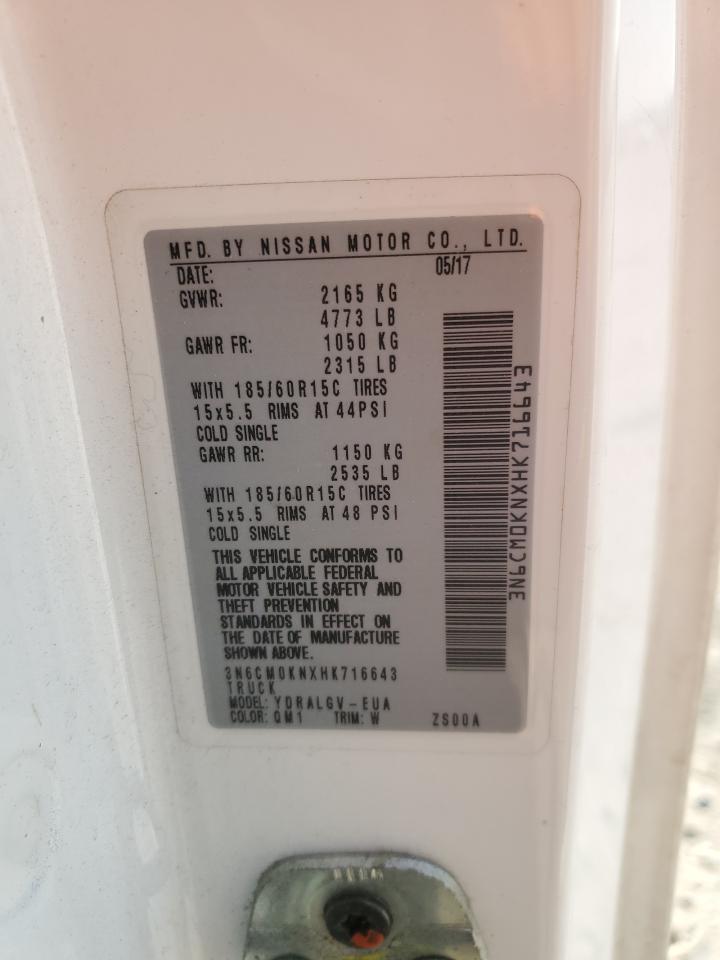 MFD. BY NISSAN MOTOR CO., LTD.
DATE: 05/17
GVWR: 2165 KG
4773 LB
GAWR FR: 1050 KG
2315 LB
WITH 185/60R15C TIRES
15x5.5 RIMS AT 44PSI
COLD SINGLE
GAWR RR: 1150 KG
2535 LB
WITH 185/60R15C TIRES
15x5.5 RIMS AT 48 PSI
COLD SINGLE
THIS VEHICLE CONFORMS TO
ALL APPLICABLE FEDERAL
MOTOR VEHICLE SAFETY AND
THEFT PREVENTION
STANDARDS IN EFFECT ON
THE DATE OF MANUFACTURE
SHOWN ABOVE.
3N6CM0KNXHK716643
TRUCK
MODEL: YDRALGV-EUA
COLOR: QM1 TRIM: W ZS00A
3N6CM0KNXHK716643